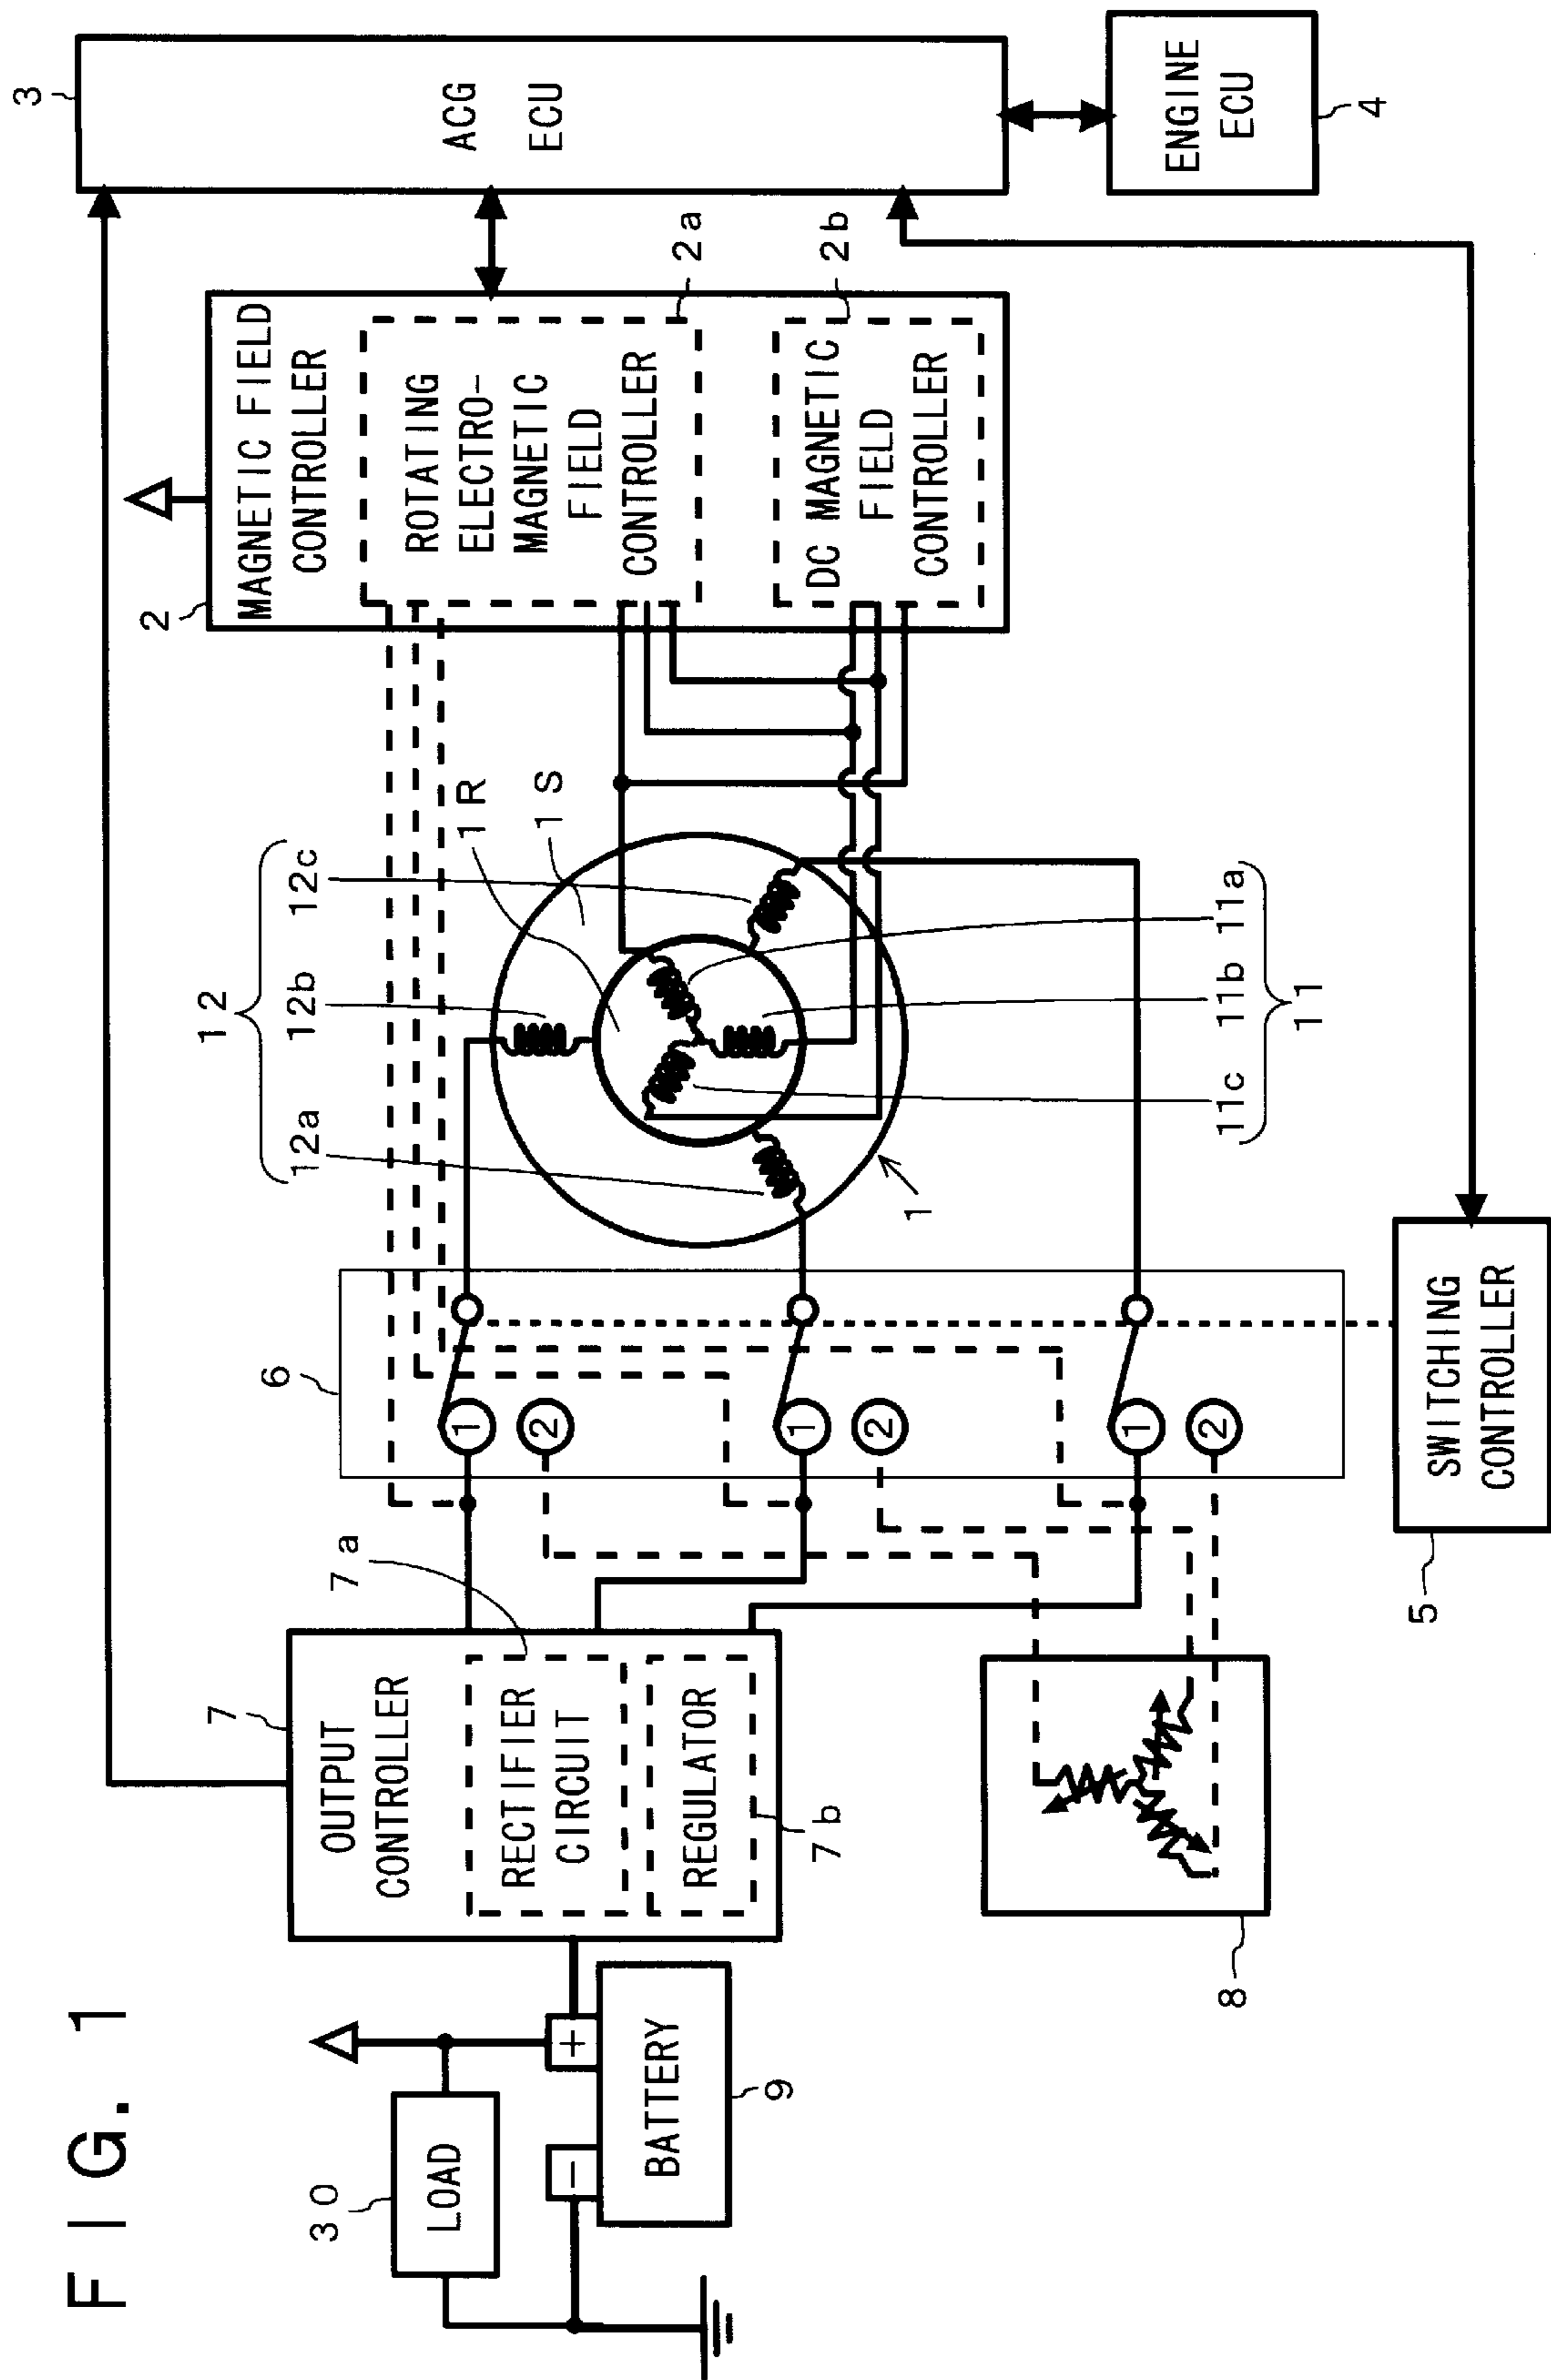 FIG. 1
3
ACG
ECU
ENGINE
ECU
4
2
MAGNETIC FIELD
CONTROLLER
ROTATING
ELECTRO-
MAGNETIC
FIELD
CONTROLLER
2a
DC MAGNETIC
FIELD
CONTROLLER
2b
12
12a
12b
12c
1R
1S
11c
11b
11a
11
1
6
1
2
1
2
1
2
SWITCHING
CONTROLLER
5
7
OUTPUT
CONTROLLER
RECTIFIER
CIRCUIT
7a
REGULATOR
7b
8
30
LOAD
+
-
BATTERY
9